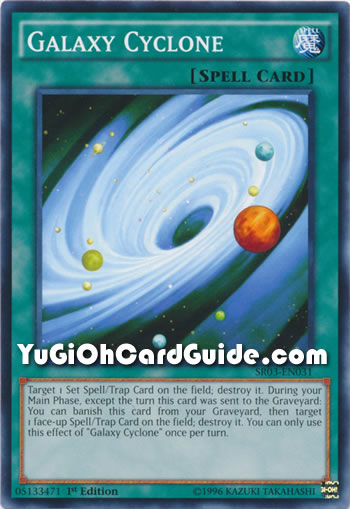 GALAXY CYCLONE
SPELL
魔
[SPELL CARD]
YuGiOhCardGuide.com
SR03-EN031
Target 1 Set Spell/Trap Card on the field; destroy it. During your
Main Phase, except the turn this card was sent to the Graveyard:
You can banish this card from your Graveyard, then target
1 face-up Spell/Trap Card on the field; destroy it. You can only use
this effect of "Galaxy Cyclone" once per turn.
05133471 1st Edition ©1996 KAZUKI TAKAHASHI